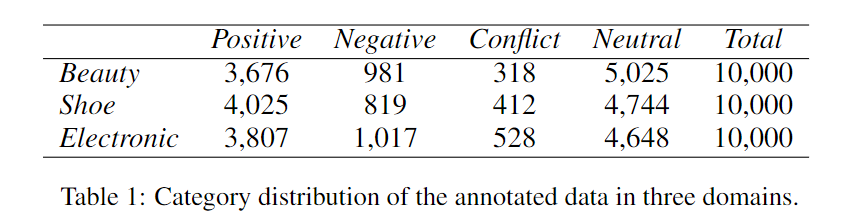 Positive Negative Conflict Neutral Total
Beauty 3,676 981 318 5,025 10,000
Shoe 4,025 819 412 4,744 10,000
Electronic 3,807 1,017 528 4,648 10,000
Table 1: Category distribution of the annotated data in three domains.